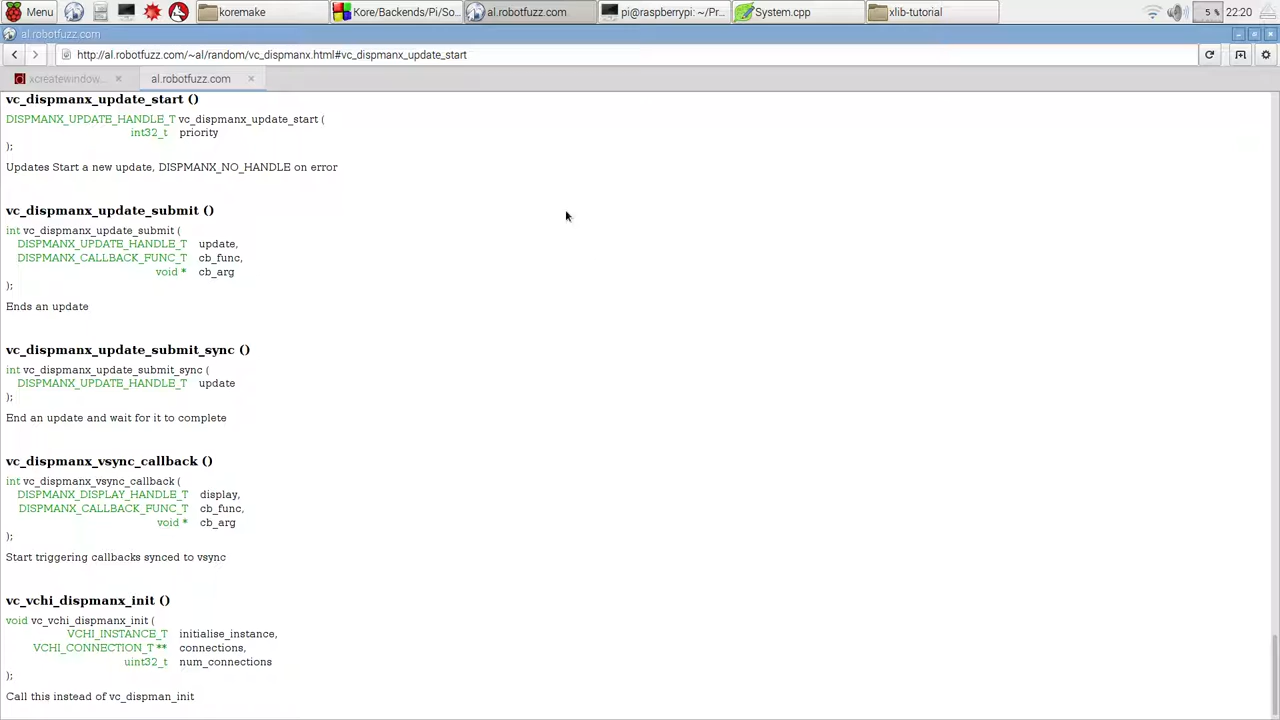 Menu koremake Kore/Backends/Pi/So... al.robotfuzz.com pi@raspberrypi: ~/Pr... System.cpp xlib-tutorial 5 % 22:20
al.robotfuzz.com
http://al.robotfuzz.com/~al/random/vc_dispmanx.html#vc_dispmanx_update_start
xcreatewindow... al.robotfuzz.com
vc_dispmanx_update_start ()
DISPMANX_UPDATE_HANDLE_T vc_dispmanx_update_start (
int32_t priority
);
Updates Start a new update, DISPMANX_NO_HANDLE on error
vc_dispmanx_update_submit ()
int vc_dispmanx_update_submit (
DISPMANX_UPDATE_HANDLE_T update,
DISPMANX_CALLBACK_FUNC_T cb_func,
void * cb_arg
);
Ends an update
vc_dispmanx_update_submit_sync ()
int vc_dispmanx_update_submit_sync (
DISPMANX_UPDATE_HANDLE_T update
);
End an update and wait for it to complete
vc_dispmanx_vsync_callback ()
int vc_dispmanx_vsync_callback (
DISPMANX_DISPLAY_HANDLE_T display,
DISPMANX_CALLBACK_FUNC_T cb_func,
void * cb_arg
);
Start triggering callbacks synced to vsync
vc_vchi_dispmanx_init ()
void vc_vchi_dispmanx_init (
VCHI_INSTANCE_T initialise_instance,
VCHI_CONNECTION_T ** connections,
uint32_t num_connections
);
Call this instead of vc_dispman_init